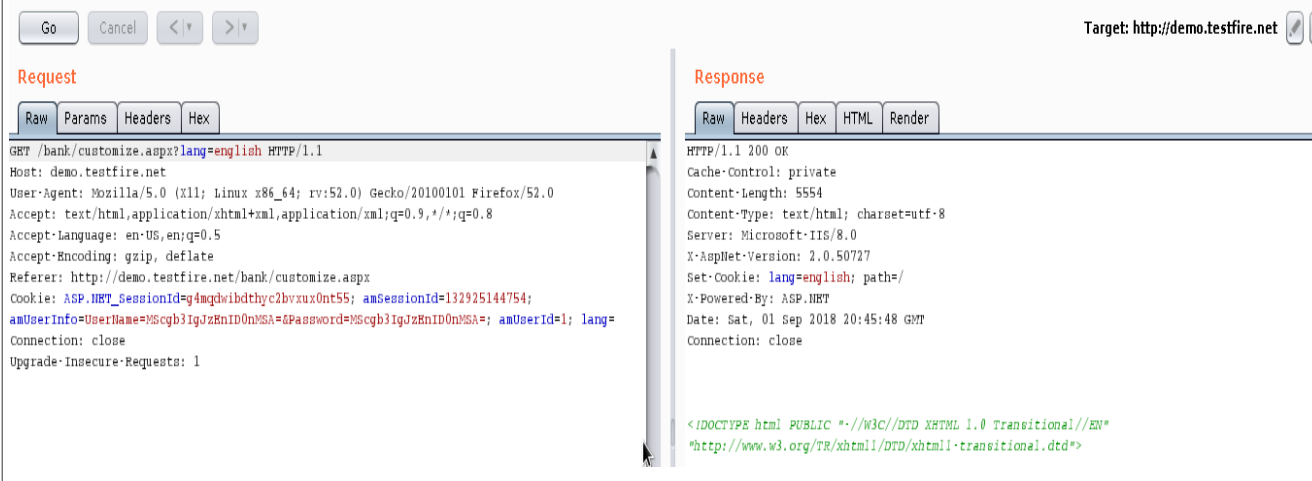 Go Cancel < >
Target: http://demo.testfire.net
Request
Raw Params Headers Hex
GET /bank/customize.aspx?lang=english HTTP/1.1
Host: demo.testfire.net
User-Agent: Mozilla/5.0 (X11; Linux x86_64; rv:52.0) Gecko/20100101 Firefox/52.0
Accept: text/html,application/xhtml+xml,application/xml;q=0.9,*/*;q=0.8
Accept-Language: en-US,en;q=0.5
Accept-Encoding: gzip, deflate
Referer: http://demo.testfire.net/bank/customize.aspx
Cookie: ASP.NET_SessionId=g4mqdwibdthyc2bvxux0nt55; amSessionId=132925144754;
amUserInfo=UserName=MScgb3IgJzEnID0nMSA=&Password=MScgb3IgJzEnID0nMSA=; amUserId=1; lang=
Connection: close
Upgrade-Insecure-Requests: 1
Response
Raw Headers Hex HTML Render
HTTP/1.1 200 OK
Cache-Control: private
Content-Length: 5554
Content-Type: text/html; charset=utf-8
Server: Microsoft-IIS/8.0
X-AspNet-Version: 2.0.50727
Set-Cookie: lang=english; path=/
X-Powered-By: ASP.NET
Date: Sat, 01 Sep 2018 20:45:48 GMT
Connection: close
<!DOCTYPE html PUBLIC "-//W3C//DTD XHTML 1.0 Transitional//EN"
"http://www.w3.org/TR/xhtml1/DTD/xhtml1-transitional.dtd">